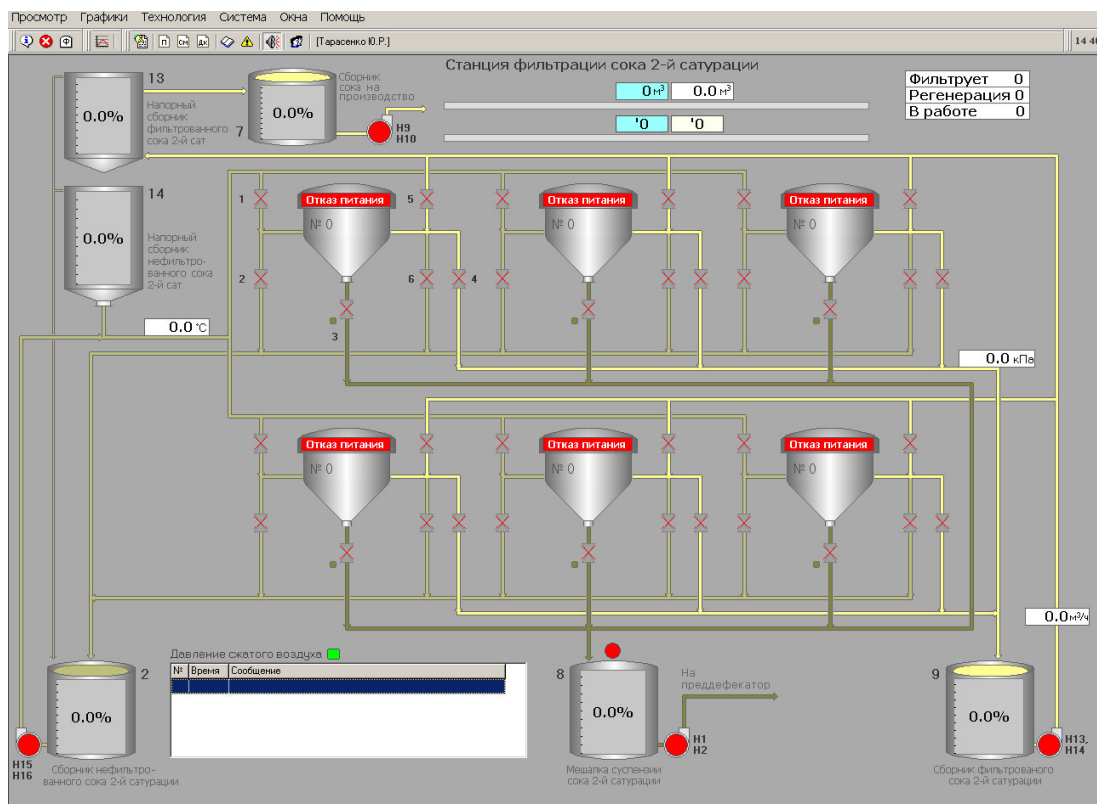 Просмотр Графики Технология Система Окна Помощь
П См Дк [Тарасенко Ю.Р.] 14 40
Станция фильтрации сока 2-й сатурации
13
0.0%
Напорный
сборник
фильтрованного
сока 2-й сат
7
0.0%
Сборник
сока на
производство
Н9
Н10
0 м³ 0.0 м³
'0 '0
Фильтрует 0
Регенерация 0
В работе 0
14
0.0%
Напорный
сборник
нефильтро-
ванного сока
2-й сат
1 Отказ питания 5 Отказ питания Отказ питания
№ 0 № 0 № 0
2 6 4
3
0.0 °C
0.0 кПа
Отказ питания Отказ питания Отказ питания
№ 0 № 0 № 0
0.0 м³/ч
Давление сжатого воздуха
№ Время Сообщение
2
0.0%
Н15
Н16
Сборник нефильтро-
ванного сока 2-й сатурации
8
0.0%
На
преддефекатор
Н1
Н2
Мешалка суспензии
сока 2-й сатурации
9
0.0%
Н13,
Н14
Сборник фильтрованого
сока 2-й сатурации